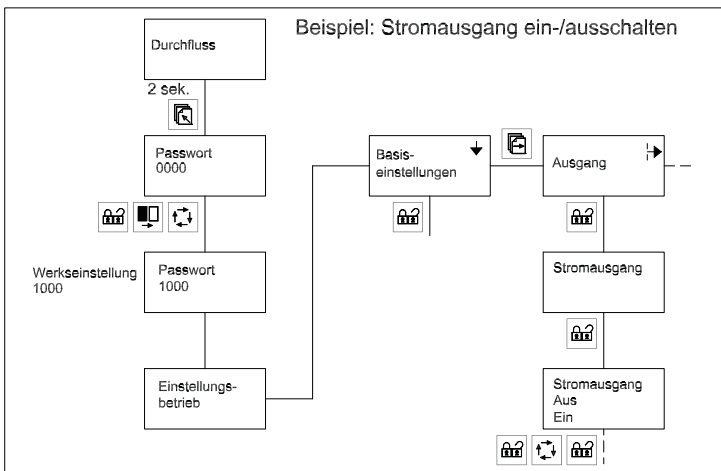 Beispiel: Stromausgang ein-/ausschalten
Durchfluss
2 sek.
Passwort
0000
Werkseinstellung
1000
Passwort
1000
Einstellungs-
betrieb
Basis-
einstellungen
Ausgang
Stromausgang
Stromausgang
Aus
Ein